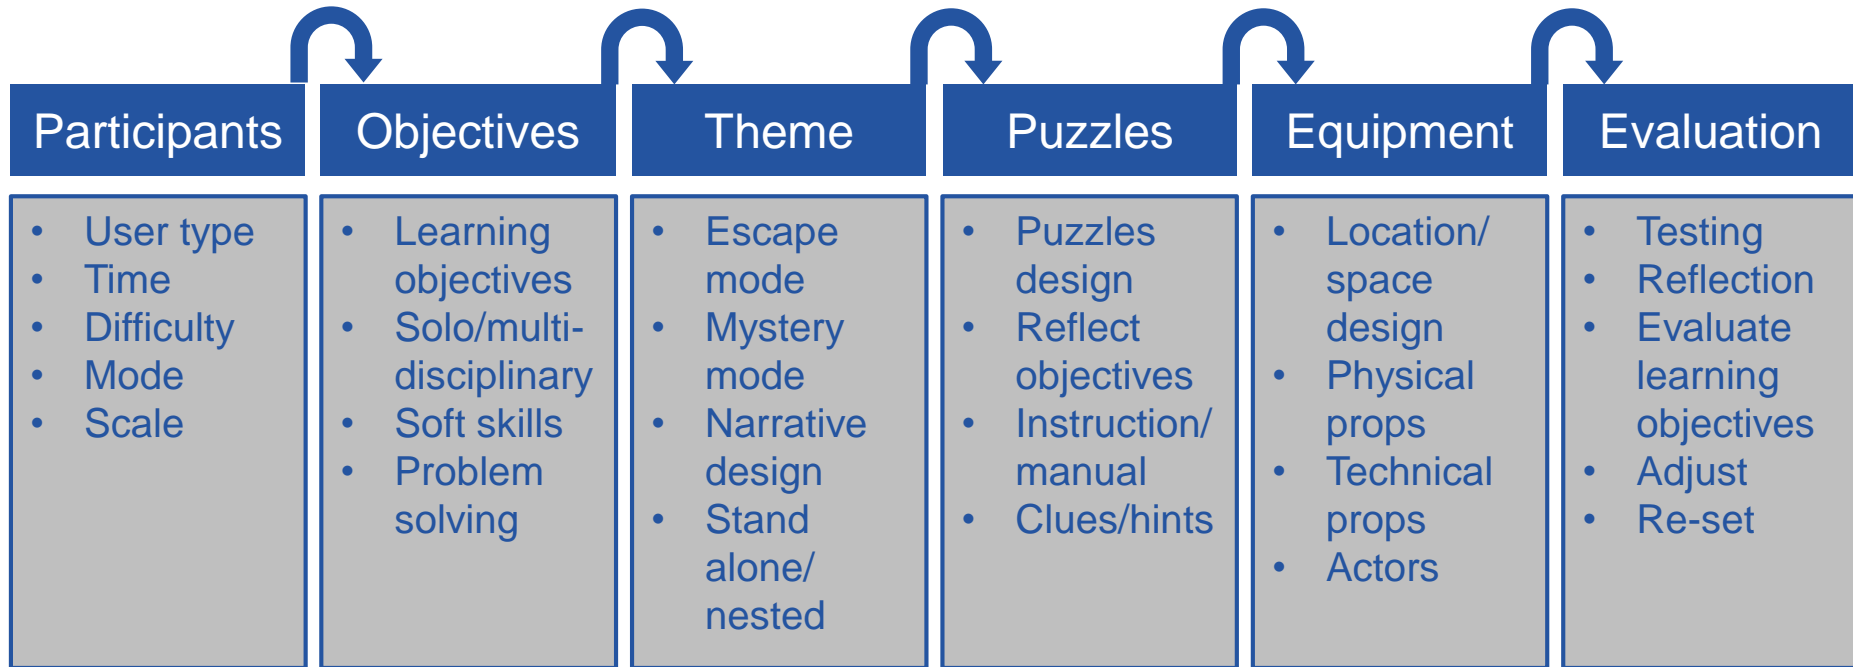 Participants
• User type
• Time
• Difficulty
• Mode
• Scale
Objectives
• Learning
objectives
• Solo/multi-
disciplinary
• Soft skills
• Problem
solving
Theme
• Escape
mode
• Mystery
mode
• Narrative
design
• Stand
alone/
nested
Puzzles
• Puzzles
design
• Reflect
objectives
• Instruction/
manual
• Clues/hints
Equipment
• Location/
space
design
• Physical
props
• Technical
props
• Actors
Evaluation
• Testing
• Reflection
• Evaluate
learning
objectives
• Adjust
• Re-set